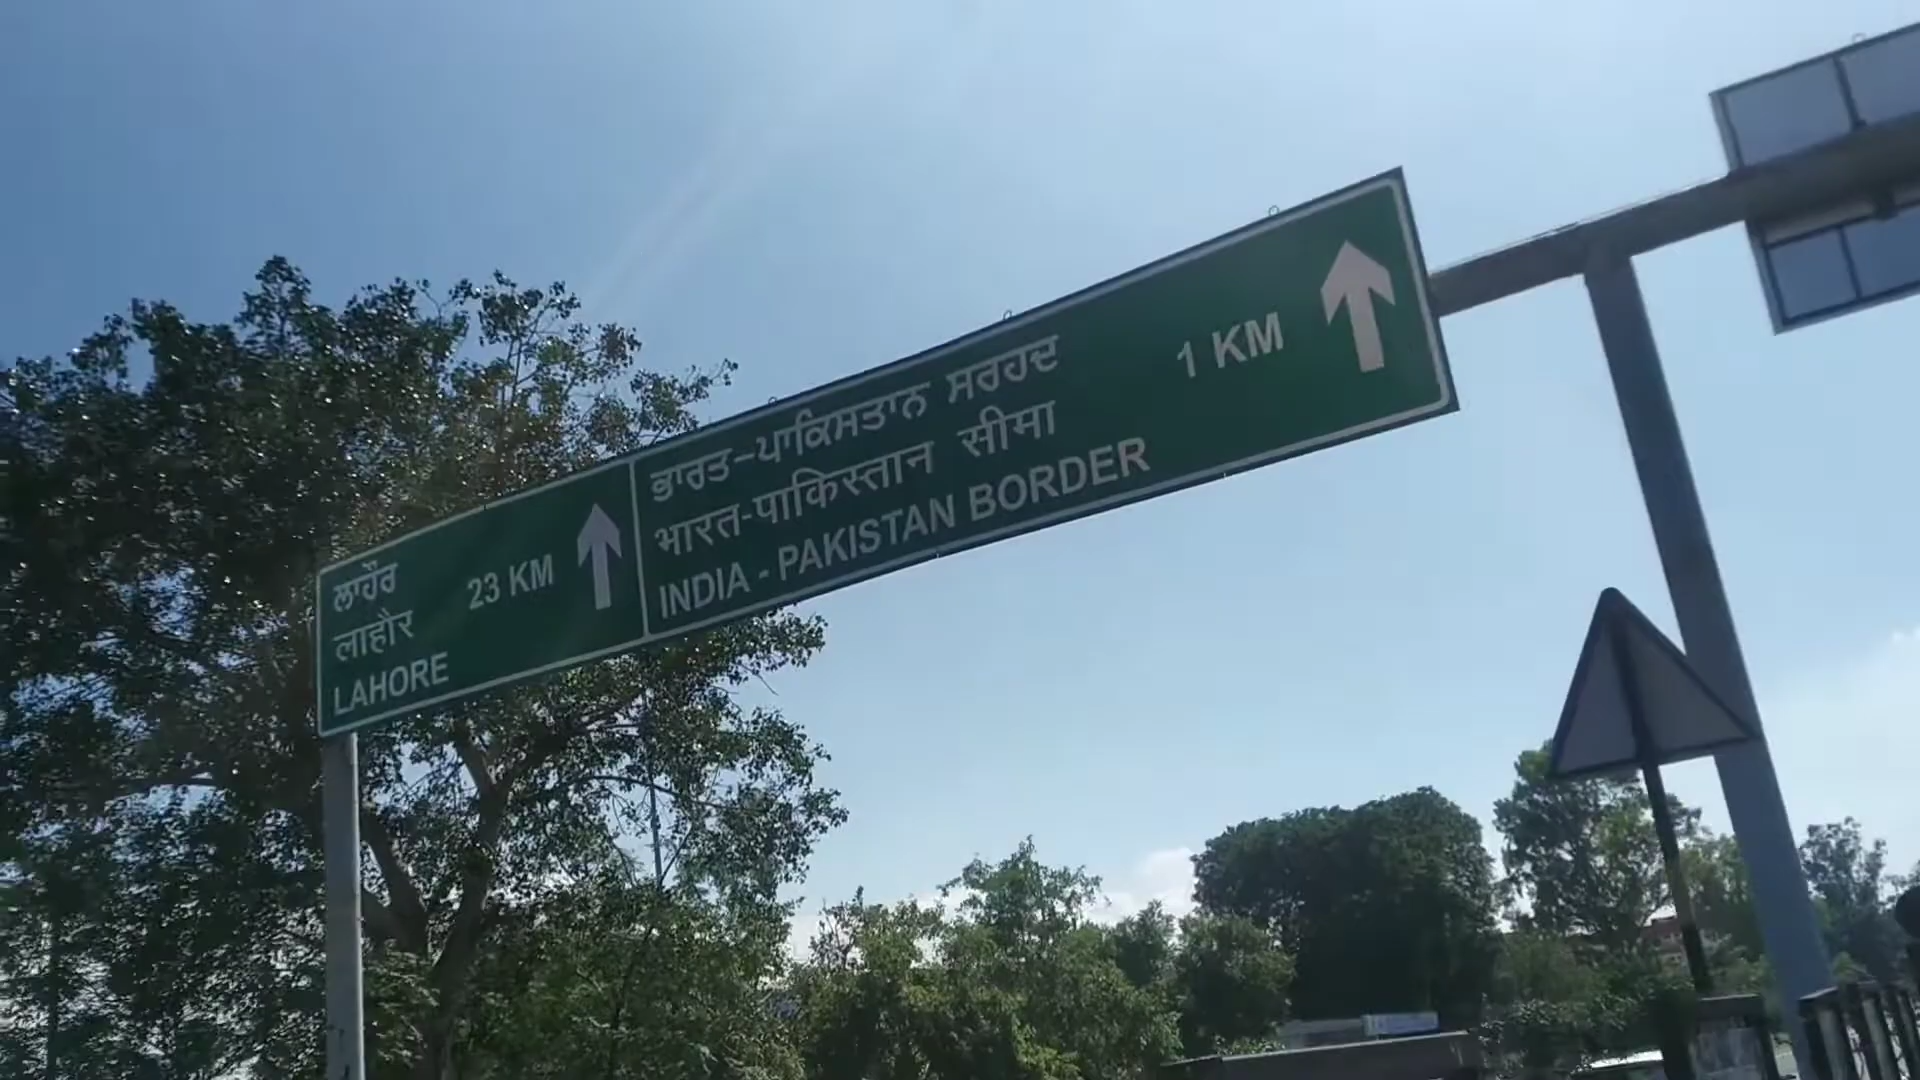 ਲਾਹੌਰ
लाहौर
LAHORE
23 KM
ਭਾਰਤ-ਪਾਕਿਸਤਾਨ ਸਰਹਦ
भारत-पाकिस्तान सीमा
INDIA - PAKISTAN BORDER
1 KM